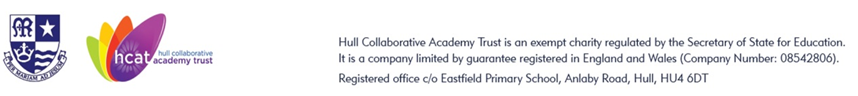 PER MARIAM AD JESUM
hcat hull collaborative
academy trust
Hull Collaborative Academy Trust is an exempt charity regulated by the Secretary of State for Education.
It is a company limited by guarantee registered in England and Wales (Company Number: 08542806).
Registered office c/o Eastfield Primary School, Anlaby Road, Hull, HU4 6DT